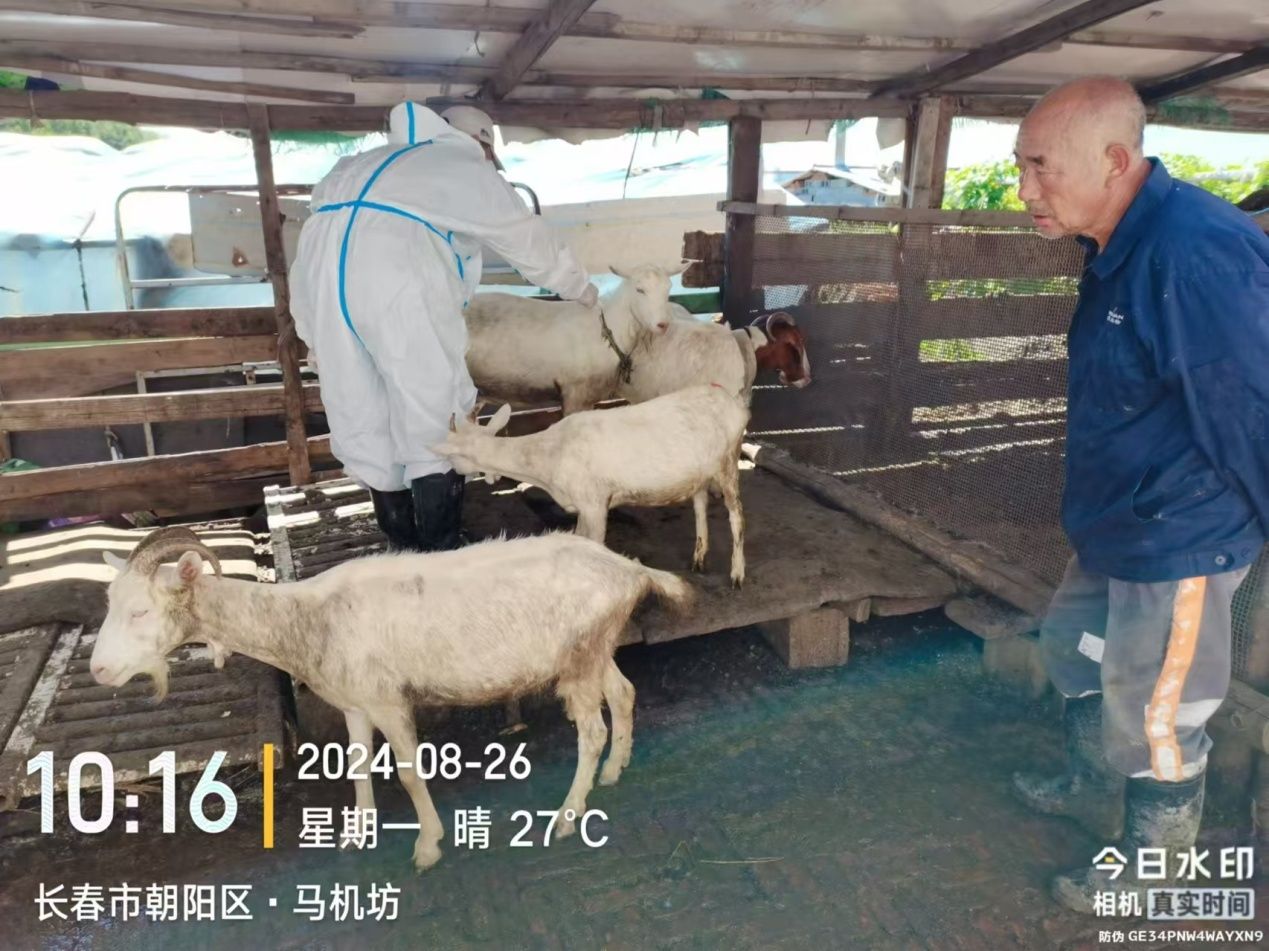 10:16
2024-08-26
星期一 晴 27℃
长春市朝阳区·马机坊
今日水印
相机 真实时间
防伪 GE34PNW4WAYXN9